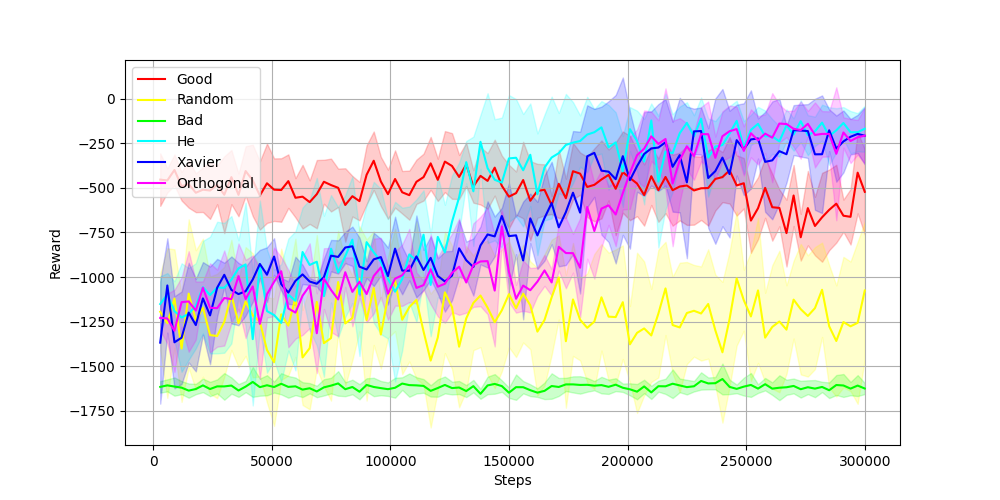 Good
Random
Bad
He
Xavier
Orthogonal
0
−250
−500
−750
−1000
−1250
−1500
−1750
Reward
0
50000
100000
150000
200000
250000
300000
Steps